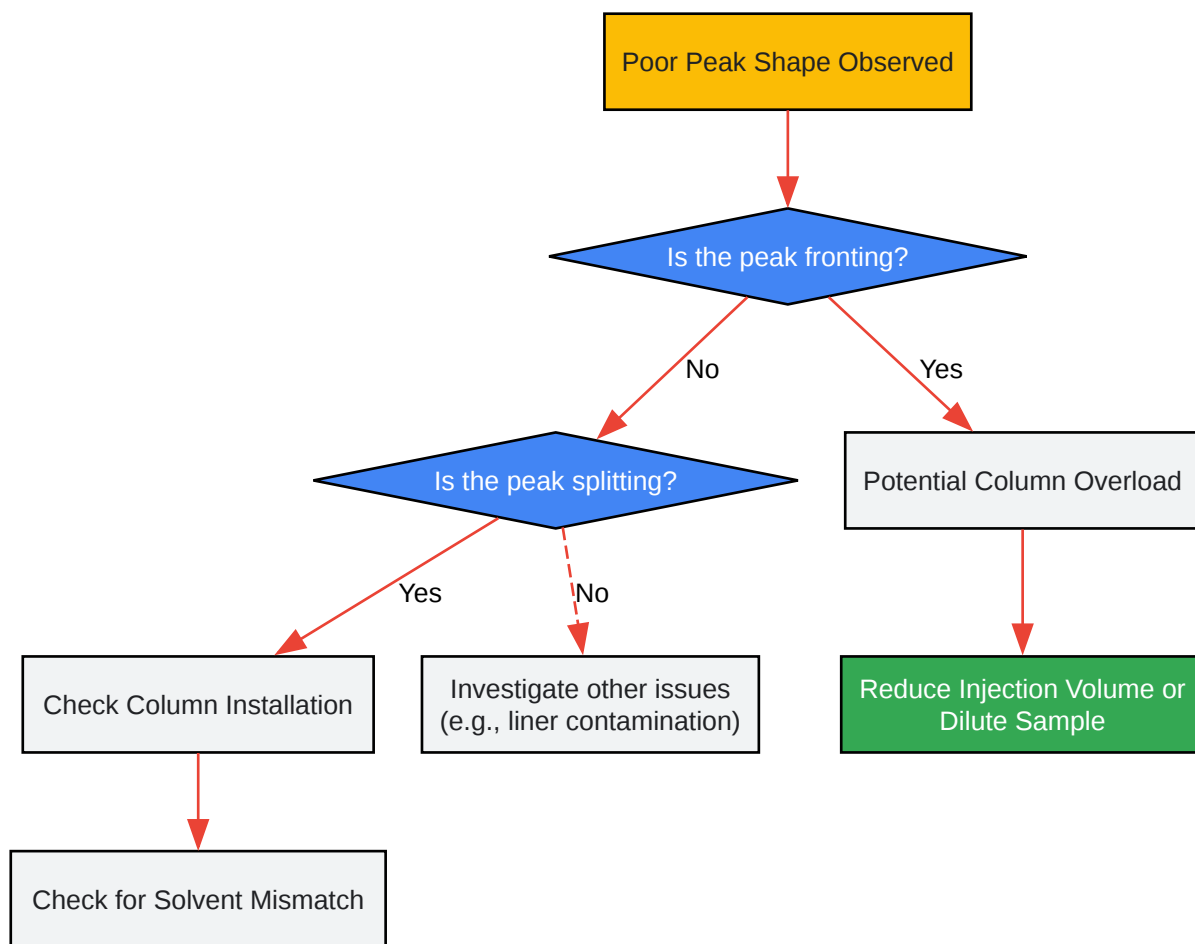 Poor Peak Shape Observed
Is the peak fronting?
No
Yes
Is the peak splitting?
Potential Column Overload
Yes
No
Check Column Installation
Investigate other issues
(e.g., liner contamination)
Reduce Injection Volume or
Dilute Sample
Check for Solvent Mismatch